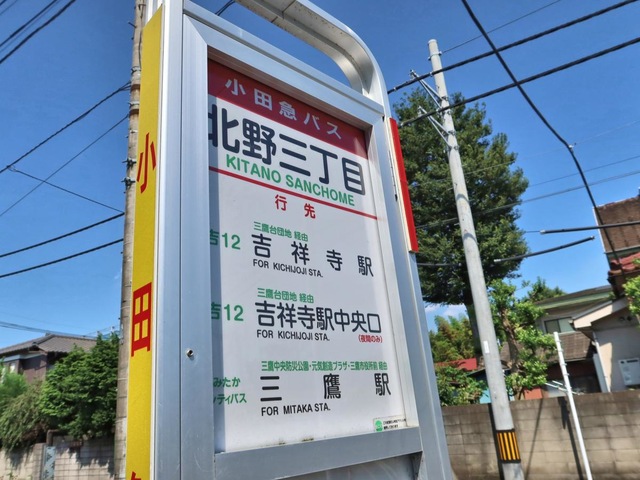 小田急バス
北野三丁目
KITANO SANCHOME
行先
三鷹台団地 経由
吉12 吉祥寺駅
FOR KICHIJOJI STA.
三鷹台団地 経由
吉12 吉祥寺駅中央口
FOR KICHIJOJI STA. (夜間のみ)
三鷹中央防災公園・元気創造プラザ・三鷹市役所前 経由
みたか
ティバス
三鷹駅
FOR MITAKA STA.
小田